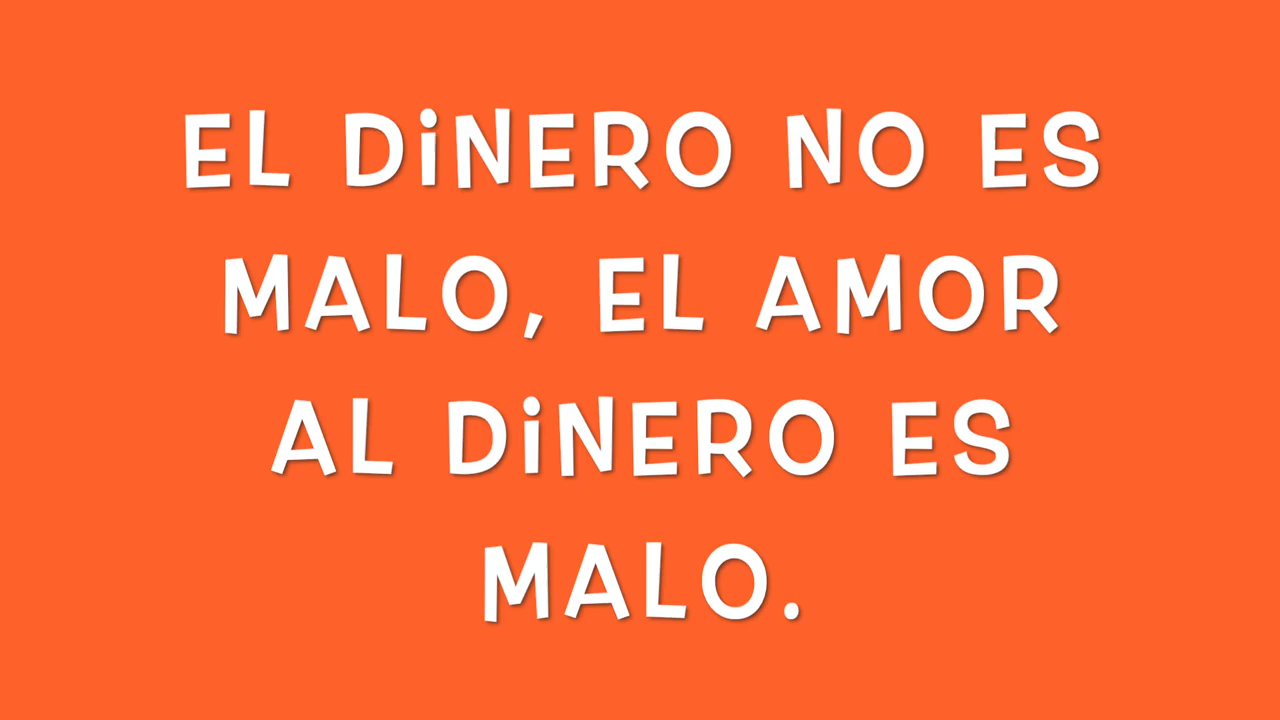 EL DiNERO NO ES
MALO, EL AMOR
AL DiNERO ES
MALO.